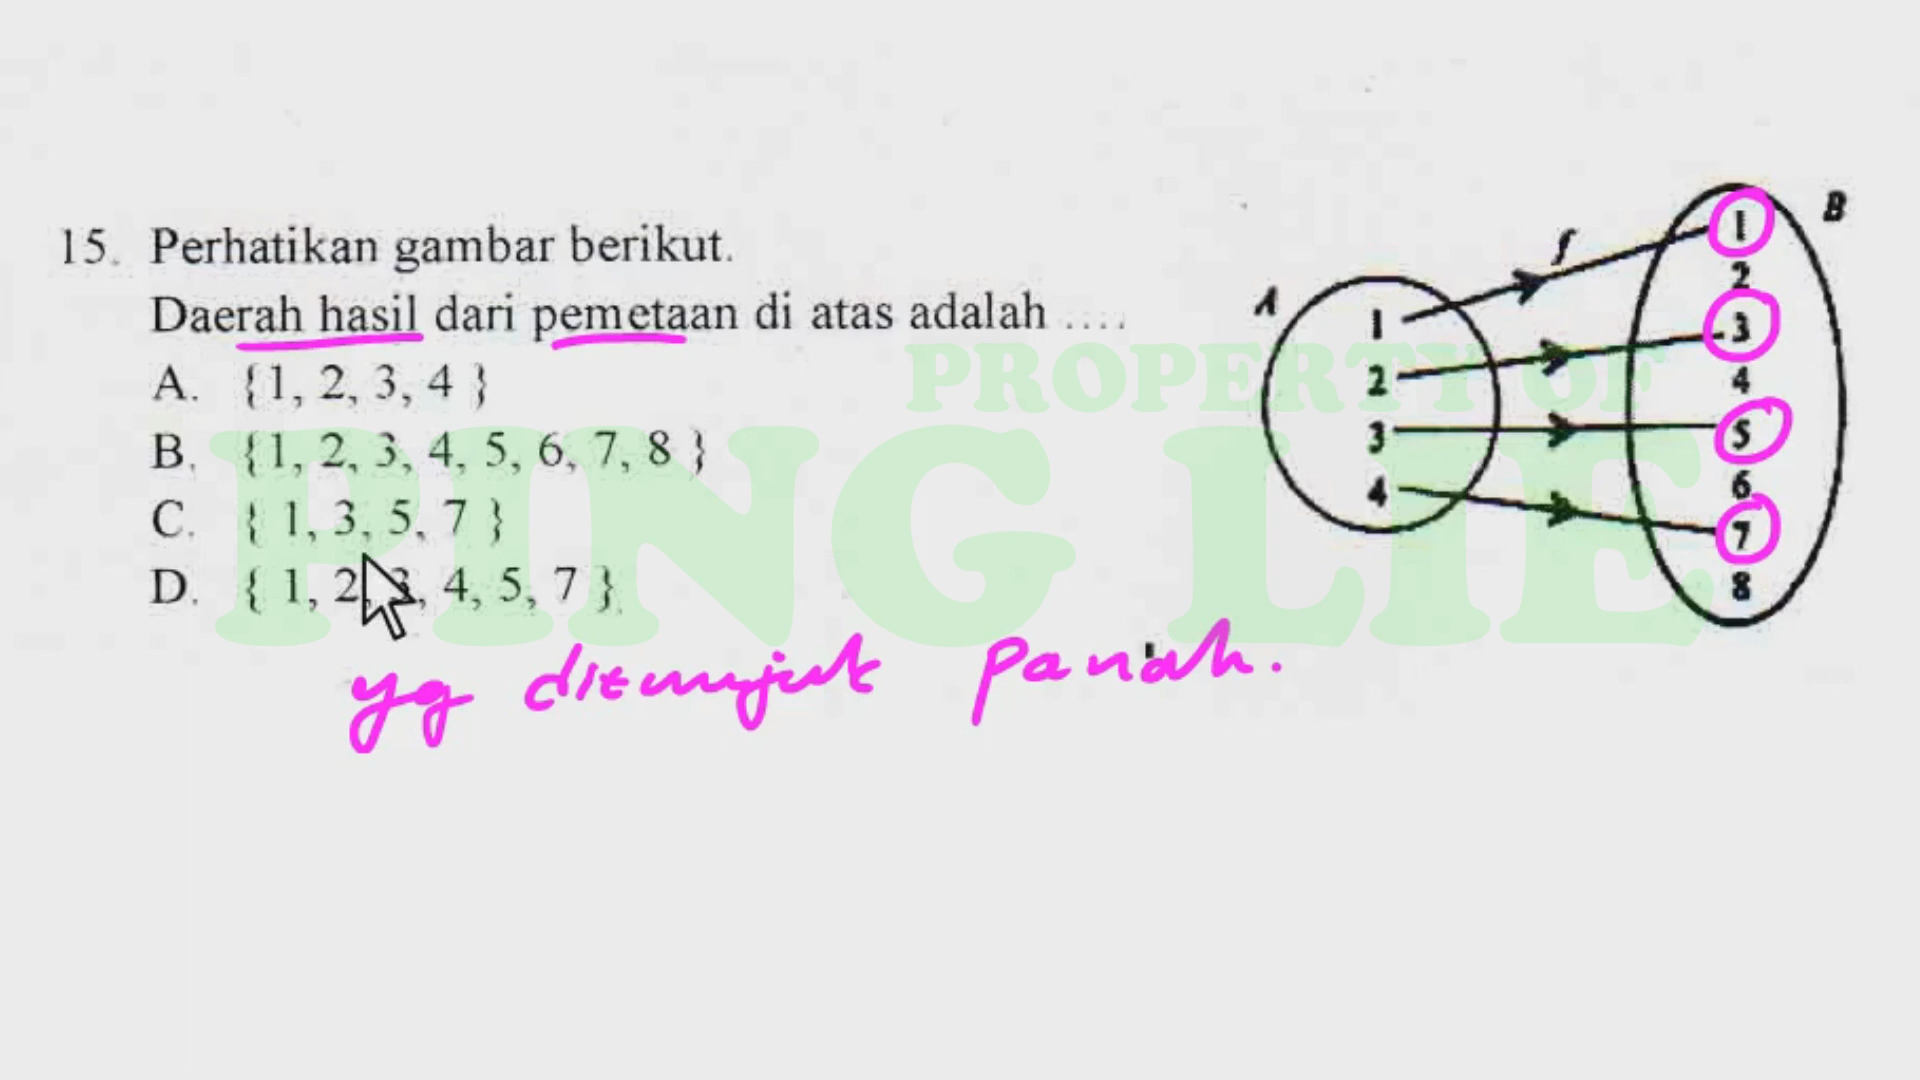 15. Perhatikan gambar berikut.
Daerah hasil dari pemetaan di atas adalah ....
A. {1, 2, 3, 4 }
B. {1, 2, 3, 4, 5, 6, 7, 8 }
C. { 1, 3, 5, 7 }
D. { 1, 2, 3, 4, 5, 7 }
yg ditunjuk panah.
A
1
2
3
4
f
B
1
2
3
4
5
6
7
8
PROPERTY OF
PING LIE